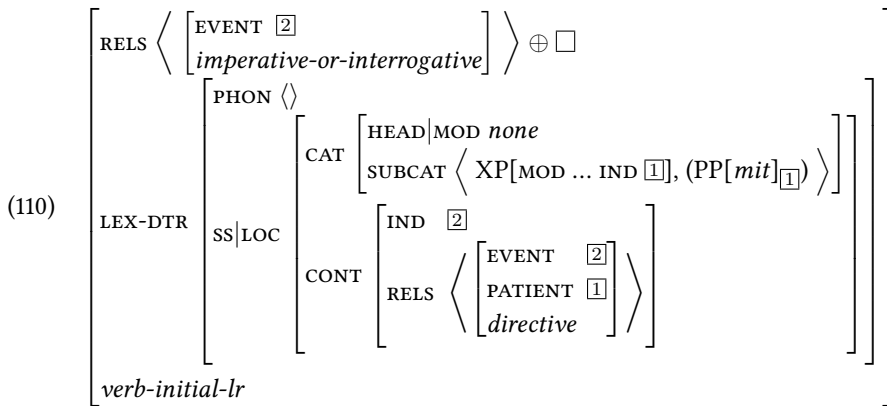 RELS ⟨ [EVENT 2
imperative-or-interrogative] ⟩ ⊕ □
PHON ⟨⟩
HEAD|MOD none
CAT
SUBCAT ⟨ XP[MOD ... IND 1], (PP[mit]1) ⟩
(110)
LEX-DTR
SS|LOC
IND 2
EVENT 2
CONT
RELS ⟨ PATIENT 1 ⟩
directive
verb-initial-lr